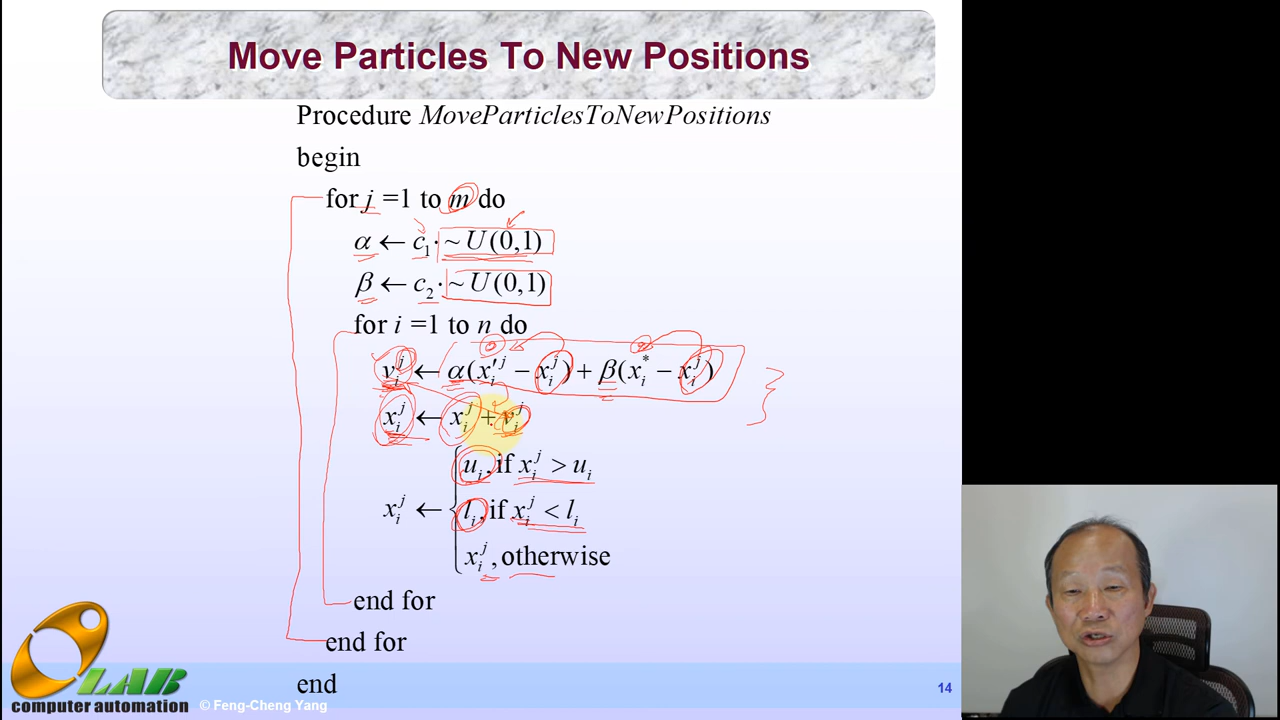 Move Particles To New Positions
Procedure MoveParticlesToNewPositions
begin
for j =1 to m do
α ← c₁· ~ U(0,1)
β ← c₂· ~ U(0,1)
for i =1 to n do
vᵢʲ ← α(x′ᵢʲ − xᵢʲ) + β(xᵢ* − xᵢʲ)
xᵢʲ ← xᵢʲ + vᵢʲ
xᵢʲ ← { uᵢ, if xᵢʲ > uᵢ
lᵢ, if xᵢʲ < lᵢ
xᵢʲ, otherwise
end for
end for
end
LAB
computer automation
© Feng-Cheng Yang
14